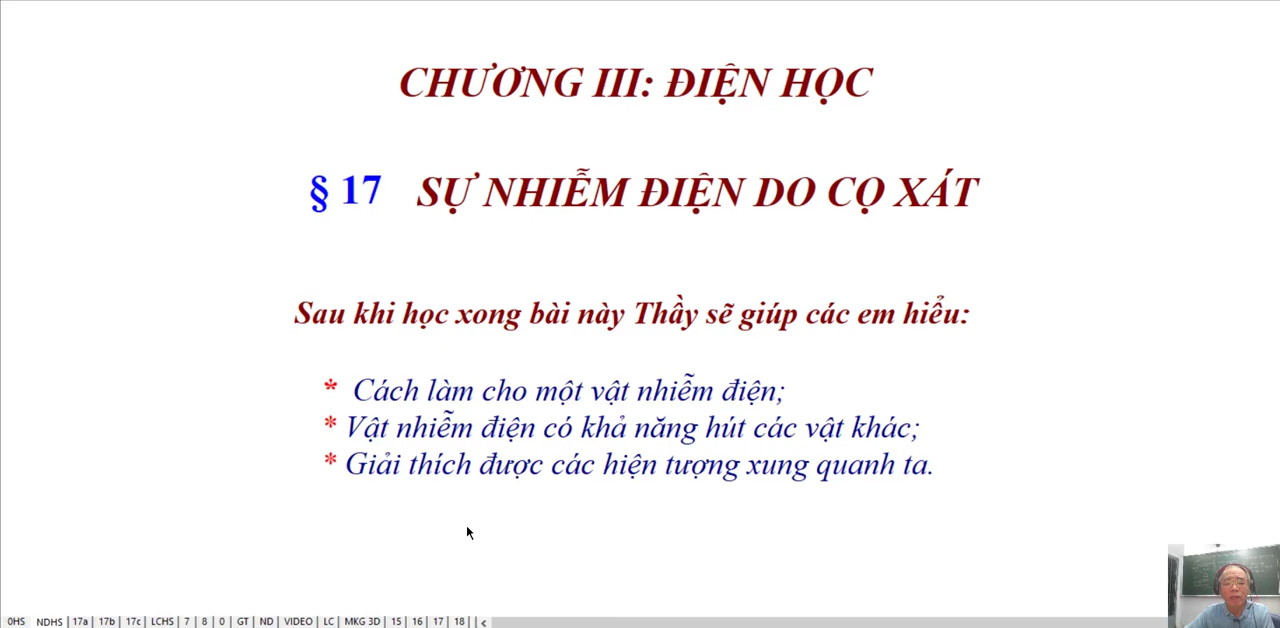 CHƯƠNG III: ĐIỆN HỌC
§ 17 SỰ NHIỄM ĐIỆN DO CỌ XÁT
Sau khi học xong bài này Thầy sẽ giúp các em hiểu:
* Cách làm cho một vật nhiễm điện;
* Vật nhiễm điện có khả năng hút các vật khác;
* Giải thích được các hiện tượng xung quanh ta.
0HS | NDHS | 17a | 17b | 17c | LCHS | 7 | 8 | 0 | GT | ND | VIDEO | LC | MKG 3D | 15 | 16 | 17 | 18 |